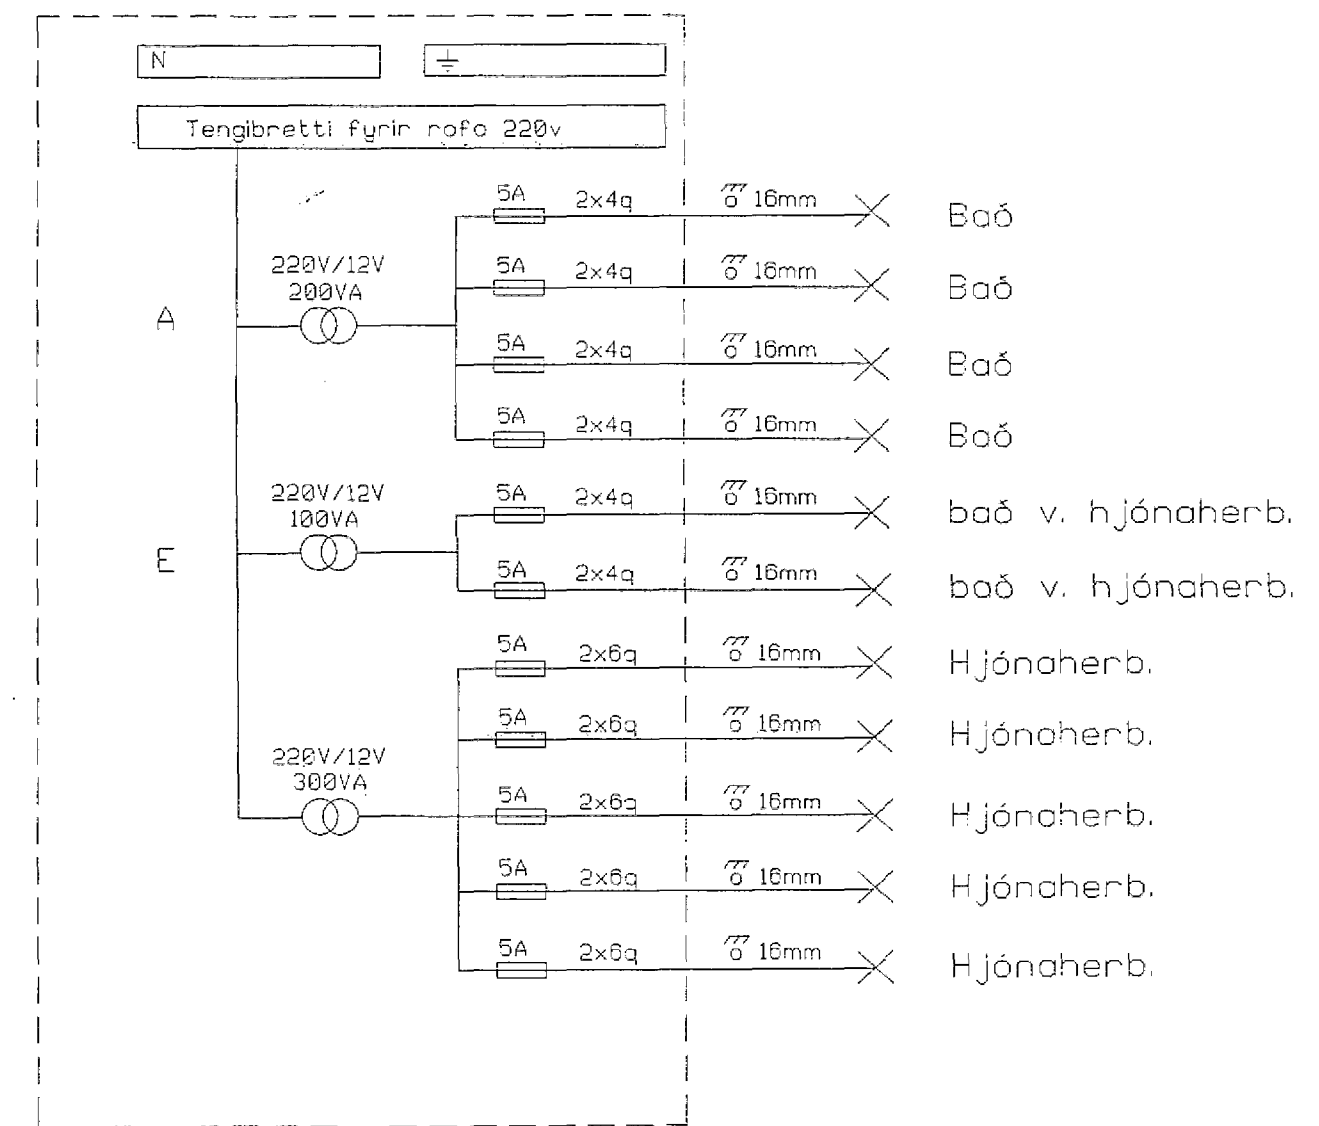 N
Tengibretti fyrir rofa 220v
5A 2x4q 16mm Bað
220V/12V
200VA
5A 2x4q 16mm Bað
A
5A 2x4q 16mm Bað
5A 2x4q 16mm Bað
220V/12V
100VA
5A 2x4q 16mm bað v. hjónaherb.
E
5A 2x4q 16mm bað v. hjónaherb.
5A 2x6q 16mm Hjónaherb.
5A 2x6q 16mm Hjónaherb.
220V/12V
300VA
5A 2x6q 16mm Hjónaherb.
5A 2x6q 16mm Hjónaherb.
5A 2x6q 16mm Hjónaherb.